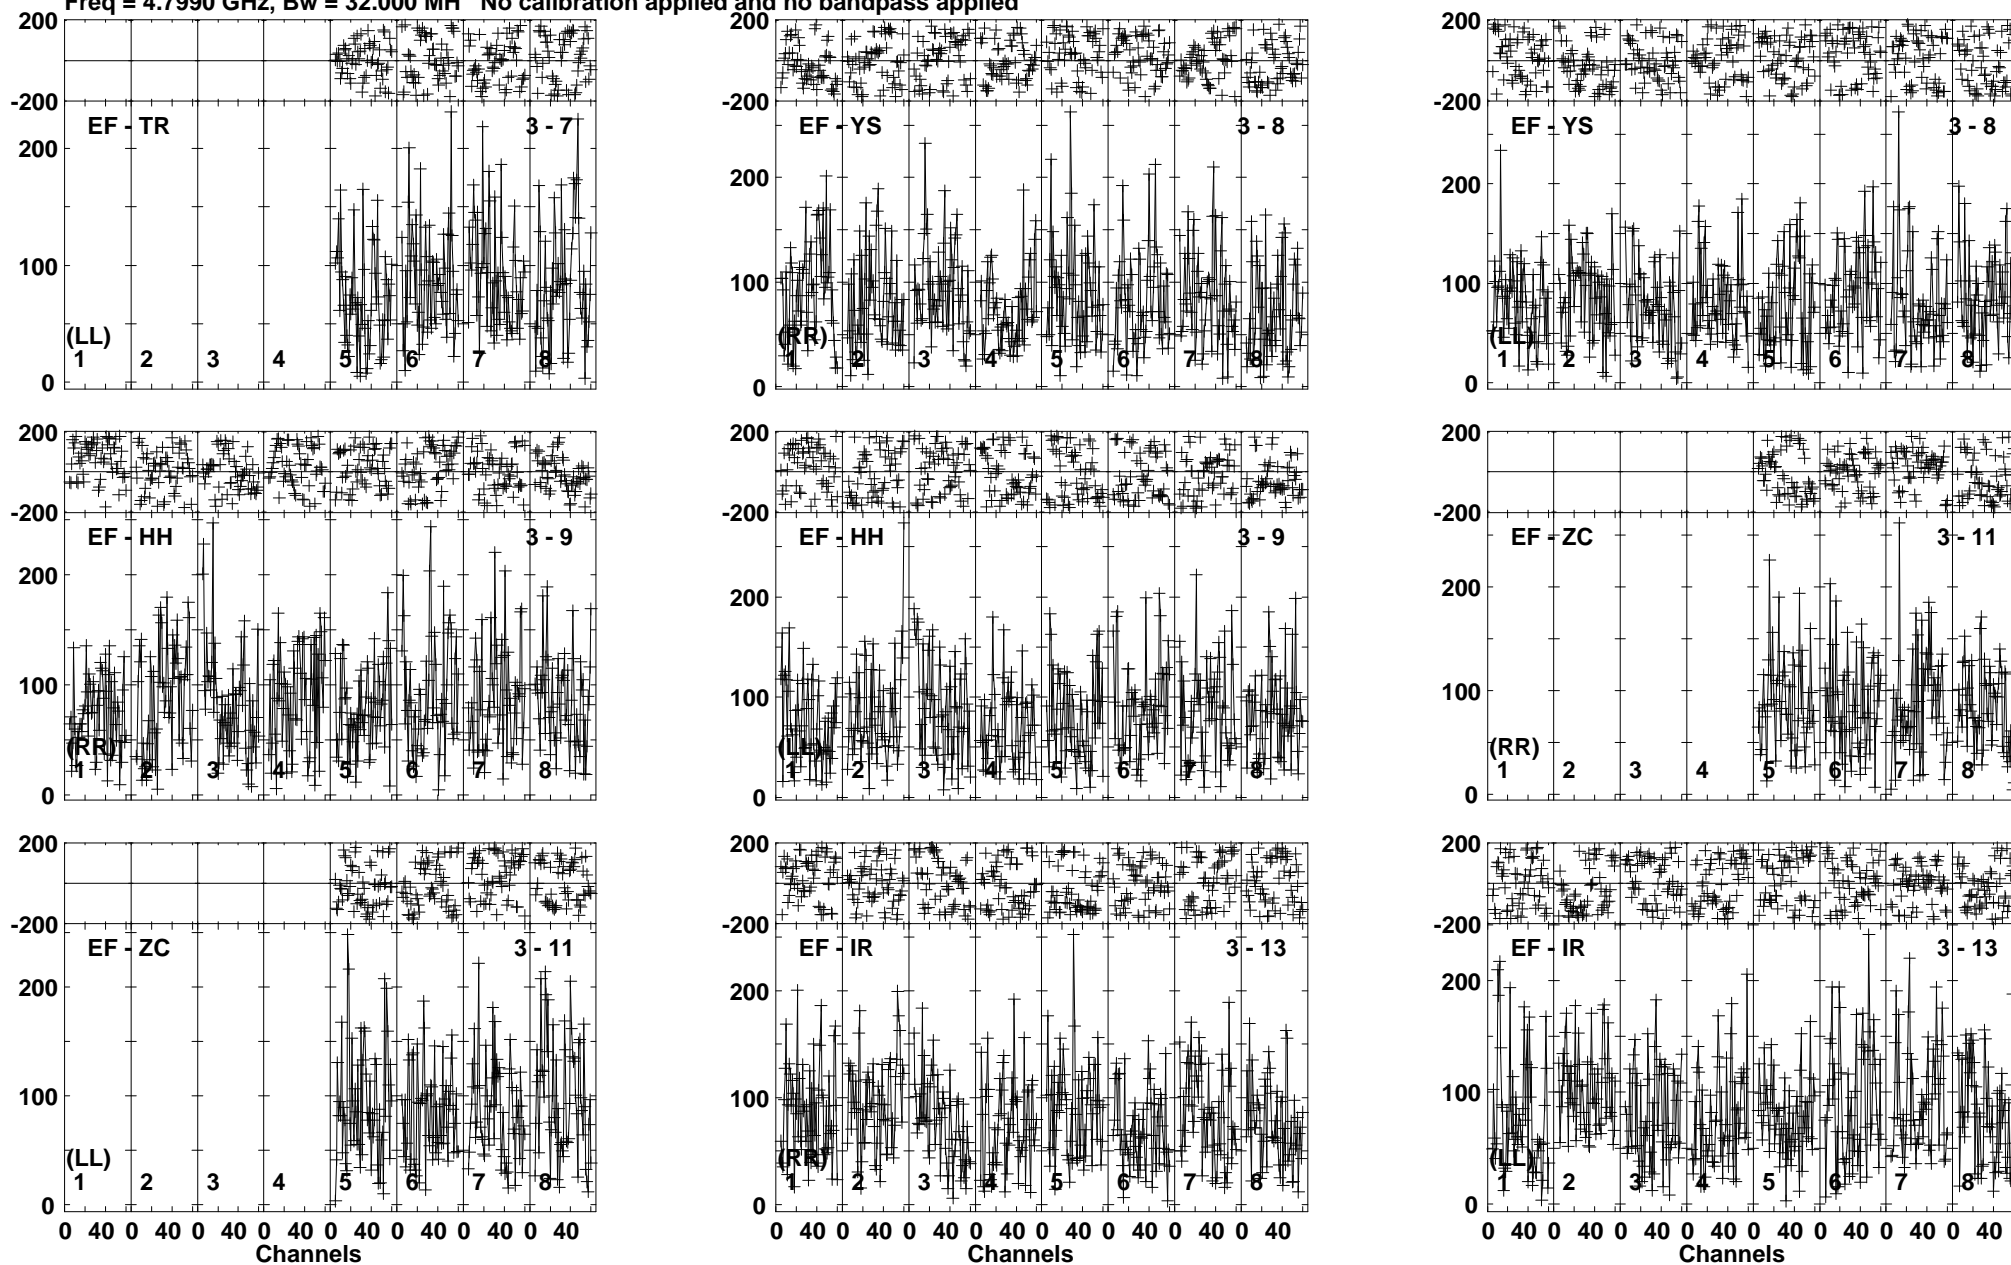 Freq = 4.7990 GHz, Bw = 32.000 MH No calibration applied and no bandpass applied
200 200 200
-200 -200 -200
EF - TR 3 - 7 EF - YS 3 - 8 EF - YS 3 - 8
200 200 200
100 100 100
(LL) (RR) (LL)
1 2 3 4 5 6 7 8 1 2 3 4 5 6 7 8 1 2 3 4 5 6 7 8
0 0 0
200 200 200
-200 -200 -200
EF - HH 3 - 9 EF - HH 3 - 9 EF - ZC 3 - 11
200 200 200
100 100 100
(RR) (LL) (RR)
1 2 3 4 5 6 7 8 1 2 3 4 5 6 7 8 1 2 3 4 5 6 7 8
0 0 0
200 200 200
-200 -200 -200
EF - ZC 3 - 11 EF - IR 3 - 13 EF - IR 3 - 13
200 200 200
100 100 100
(LL) (RR) (LL)
1 2 3 4 5 6 7 8 1 2 3 4 5 6 7 8 1 2 3 4 5 6 7 8
0 0 0
0 40 0 40 0 40 0 40 0 40 0 40 0 40 0 40 0 40 0 40 0 40 0 40 0 40 0 40 0 40 0 40 0 40 0 40 0 40 0 40 0 40 0 40 0 40 0 40
Channels Channels Channels